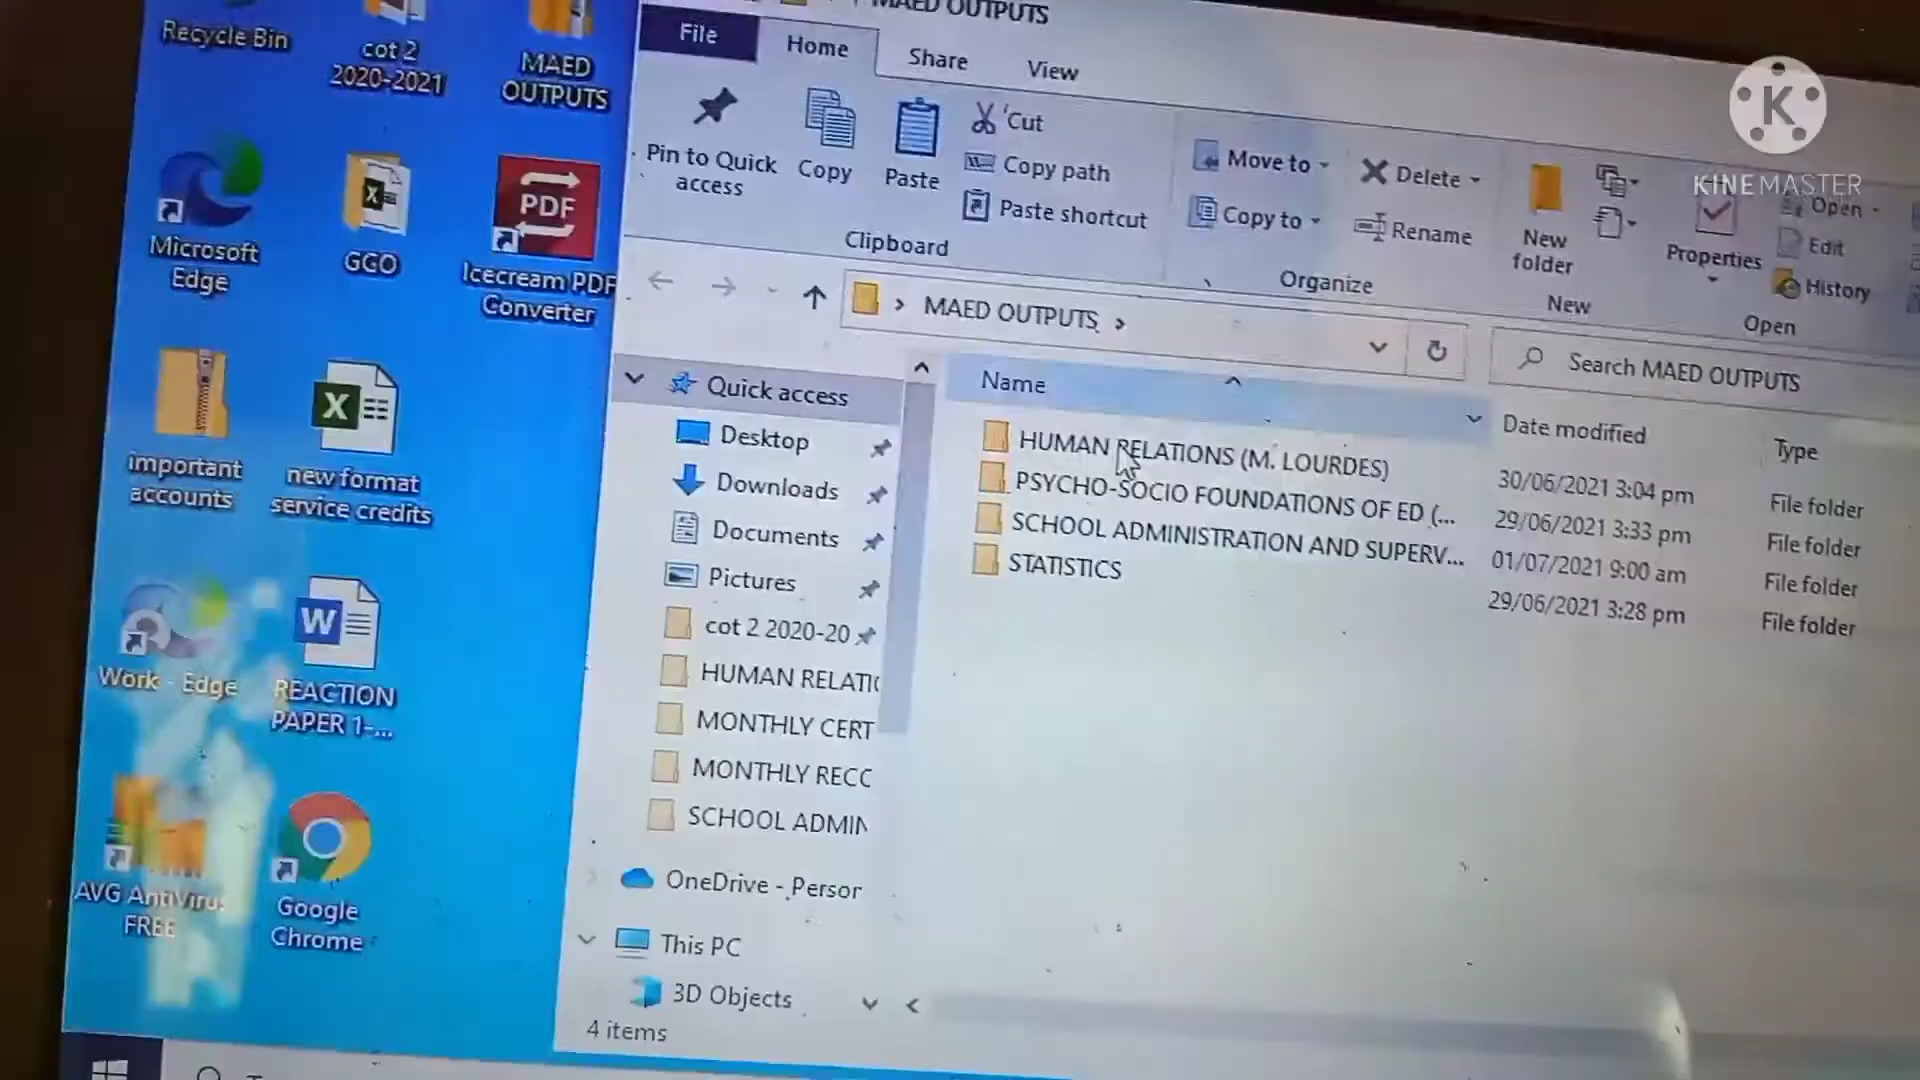 Recycle Bin
cot 2
2020-2021
MAED
OUTPUTS
Microsoft
Edge
GGO
PDF
Icecream PDF
Converter
important
accounts
new format
service credits
Work - Edge
REACTION
PAPER 1-...
AVG AntiVirus
FREE
Google
Chrome
MAED OUTPUTS
File
Home
Share
View
Pin to Quick
access
Copy
Paste
Cut
Copy path
Paste shortcut
Clipboard
Move to
Copy to
Delete
Rename
Organize
New
folder
New
Properties
Open
Edit
History
Open
K
KINEMASTER
MAED OUTPUTS
Search MAED OUTPUTS
Quick access
Desktop
Downloads
Documents
Pictures
cot 2 2020-20
HUMAN RELATIO
MONTHLY CERT
MONTHLY RECC
SCHOOL ADMIN
OneDrive - Persor
This PC
3D Objects
4 items
Name Date modified Type
HUMAN RELATIONS (M. LOURDES) 30/06/2021 3:04 pm File folder
PSYCHO-SOCIO FOUNDATIONS OF ED (... 29/06/2021 3:33 pm File folder
SCHOOL ADMINISTRATION AND SUPERV... 01/07/2021 9:00 am File folder
STATISTICS 29/06/2021 3:28 pm File folder